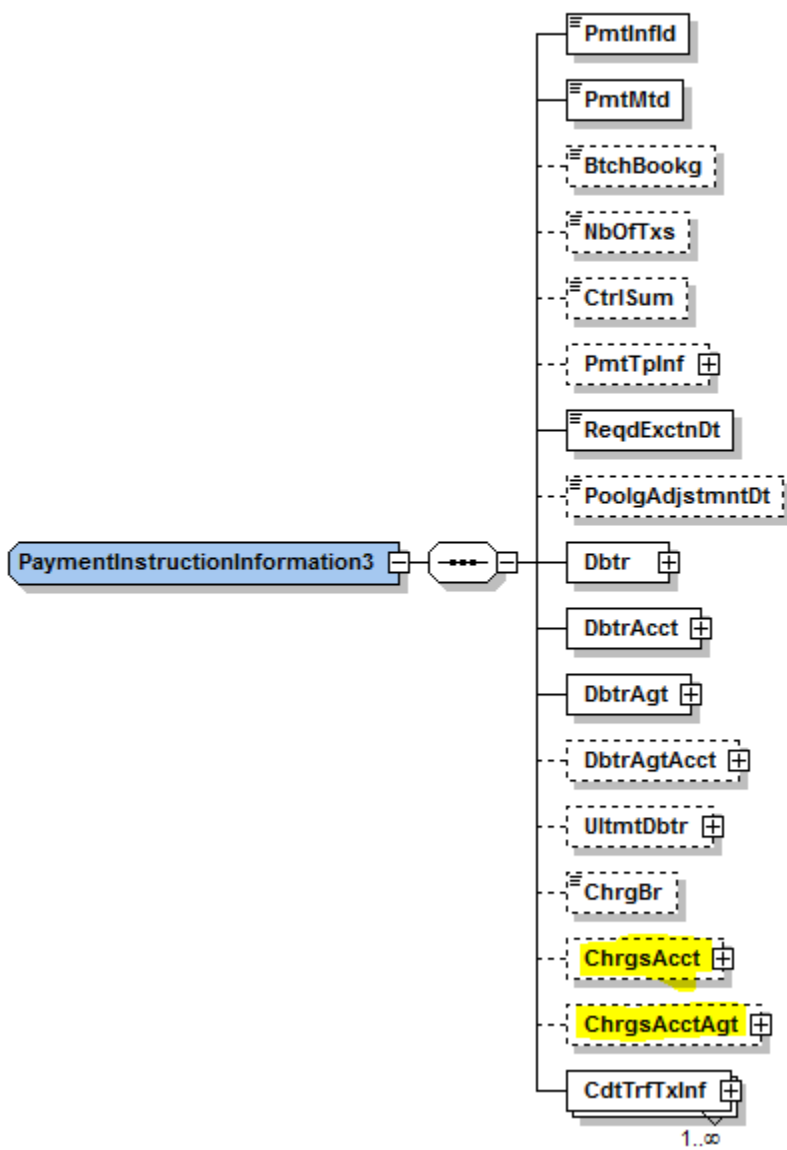 PmtInfId
PmtMtd
BtchBookg
NbOfTxs
CtrlSum
PmtTpInf
ReqdExctnDt
PoolgAdjstmntDt
PaymentInstructionInformation3
Dbtr
DbtrAcct
DbtrAgt
DbtrAgtAcct
UltmtDbtr
ChrgBr
ChrgsAcct
ChrgsAcctAgt
CdtTrfTxInf
1..∞